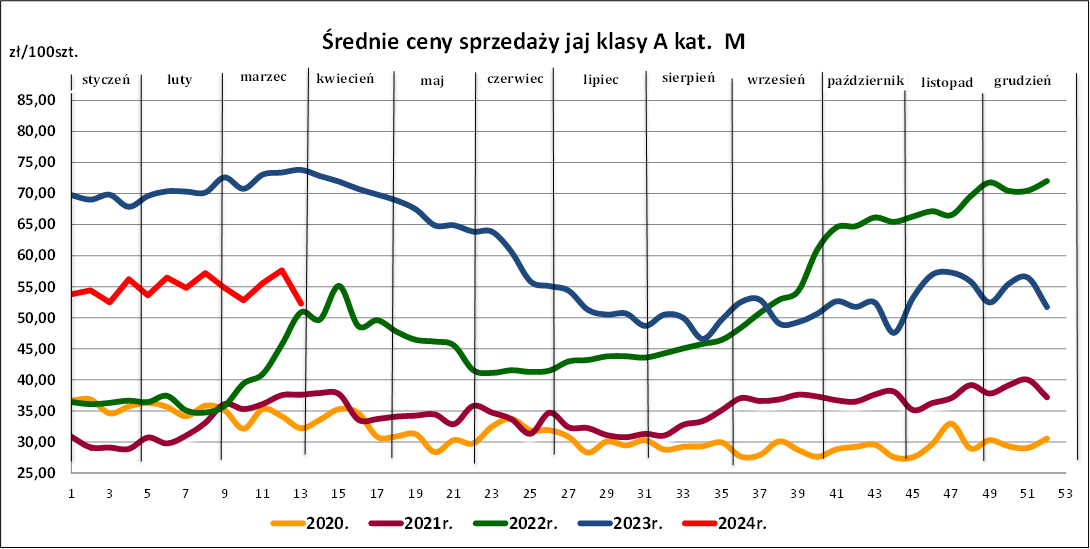 Średnie ceny sprzedaży jaj klasy A kat. M
zł/100szt.
styczeń luty marzec kwiecień maj czerwiec lipiec sierpień wrzesień październik listopad grudzień
85,00
80,00
75,00
70,00
65,00
60,00
55,00
50,00
45,00
40,00
35,00
30,00
25,00
1 3 5 7 9 11 13 15 17 19 21 23 25 27 29 31 33 35 37 39 41 43 45 47 49 51 53
2020. 2021r. 2022r. 2023r. 2024r.